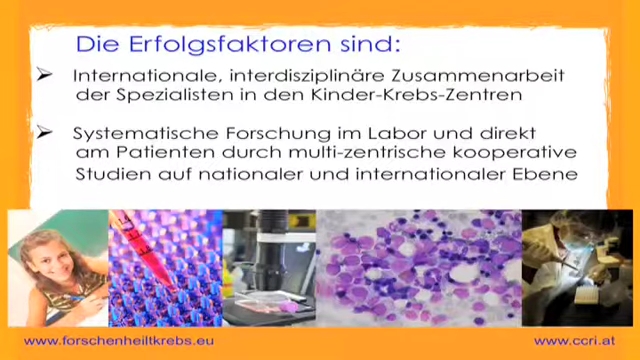 Die Erfolgsfaktoren sind:
Internationale, interdisziplinäre Zusammenarbeit
der Spezialisten in den Kinder-Krebs-Zentren
Systematische Forschung im Labor und direkt
am Patienten durch multi-zentrische kooperative
Studien auf nationaler und internationaler Ebene
www.forschenheiltkrebs.eu
www.ccri.at